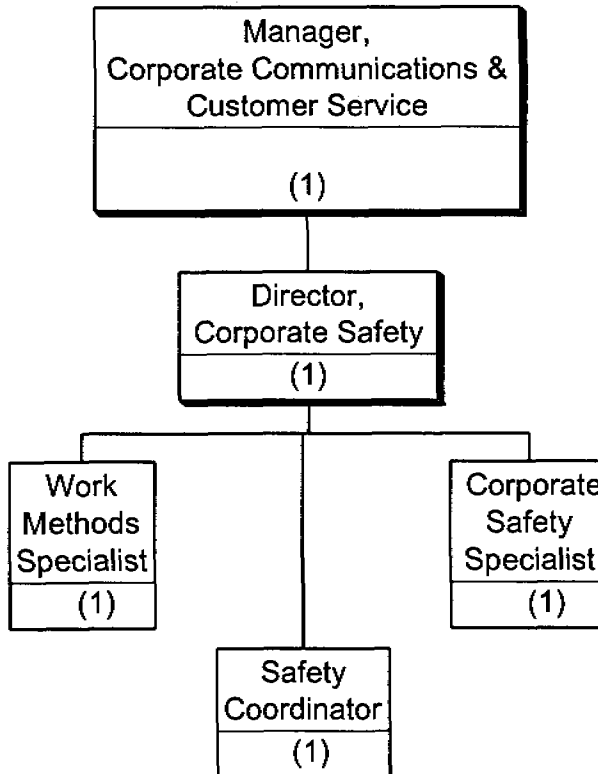 Manager,
Corporate Communications &
Customer Service
(1)
Director,
Corporate Safety
(1)
Work
Methods
Specialist
(1)
Corporate
Safety
Specialist
(1)
Safety
Coordinator
(1)